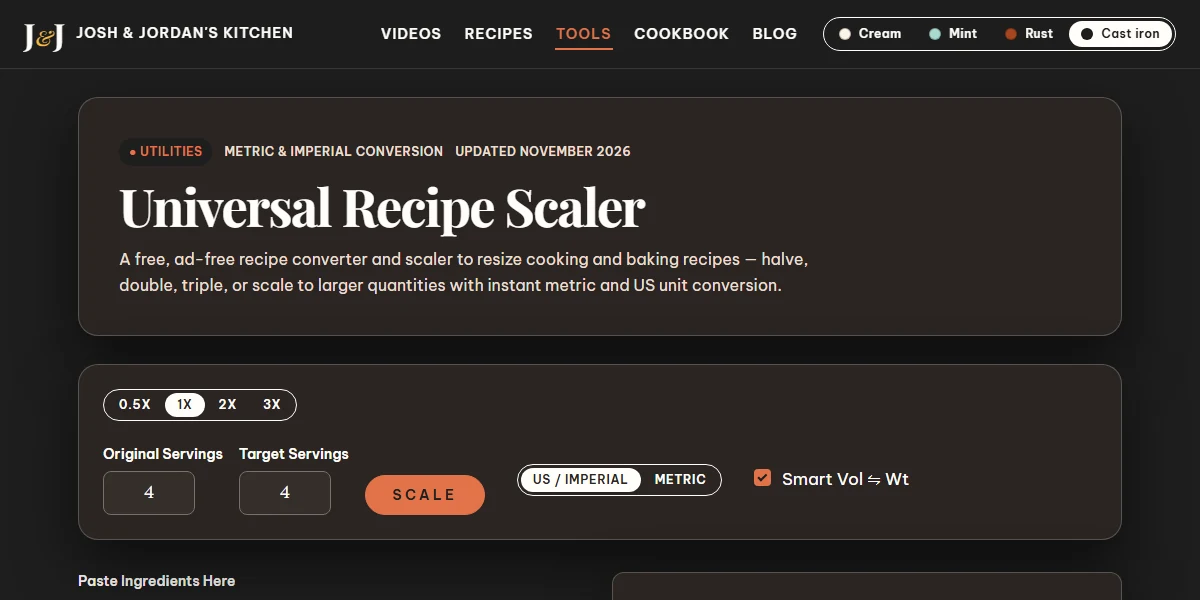 J&J JOSH & JORDAN'S KITCHEN VIDEOS RECIPES TOOLS COOKBOOK BLOG Cream Mint Rust Cast iron
• UTILITIES METRIC & IMPERIAL CONVERSION UPDATED NOVEMBER 2026
Universal Recipe Scaler
A free, ad-free recipe converter and scaler to resize cooking and baking recipes — halve,
double, triple, or scale to larger quantities with instant metric and US unit conversion.
0.5X 1X 2X 3X
Original Servings Target Servings
4 4 SCALE US / IMPERIAL METRIC Smart Vol ⇋ Wt
Paste Ingredients Here